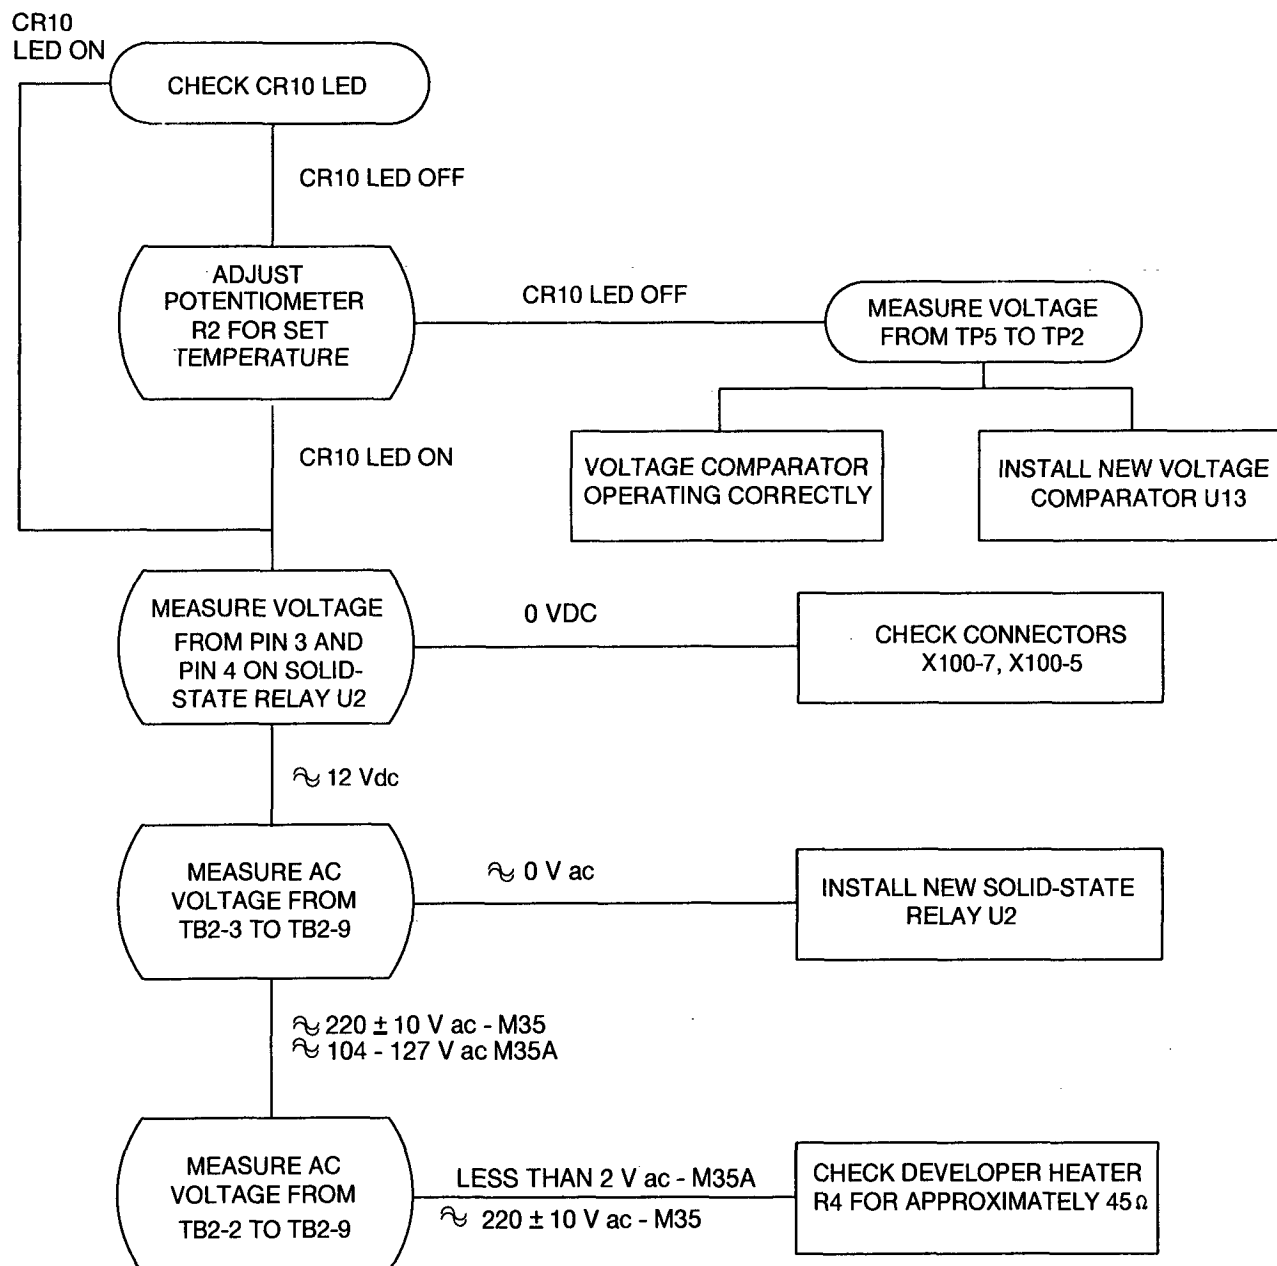 CR10
LED ON
CHECK CR10 LED
CR10 LED OFF
ADJUST
POTENTIOMETER
R2 FOR SET
TEMPERATURE
CR10 LED OFF
MEASURE VOLTAGE
FROM TP5 TO TP2
CR10 LED ON
VOLTAGE COMPARATOR
OPERATING CORRECTLY
INSTALL NEW VOLTAGE
COMPARATOR U13
MEASURE VOLTAGE
FROM PIN 3 AND
PIN 4 ON SOLID-
STATE RELAY U2
0 VDC
CHECK CONNECTORS
X100-7, X100-5
≈ 12 Vdc
MEASURE AC
VOLTAGE FROM
TB2-3 TO TB2-9
≈ 0 V ac
INSTALL NEW SOLID-STATE
RELAY U2
≈ 220 ± 10 V ac - M35
≈ 104 - 127 V ac M35A
MEASURE AC
VOLTAGE FROM
TB2-2 TO TB2-9
LESS THAN 2 V ac - M35A
≈ 220 ± 10 V ac - M35
CHECK DEVELOPER HEATER
R4 FOR APPROXIMATELY 45Ω